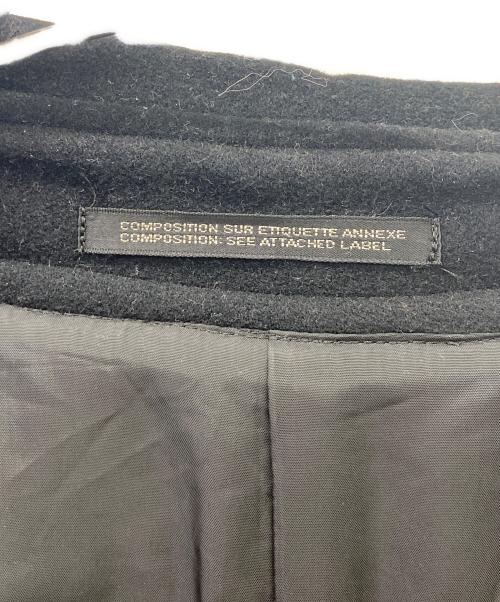 COMPOSITION SUR ETIQUETTE ANNEXE
COMPOSITION: SEE ATTACHED LABEL